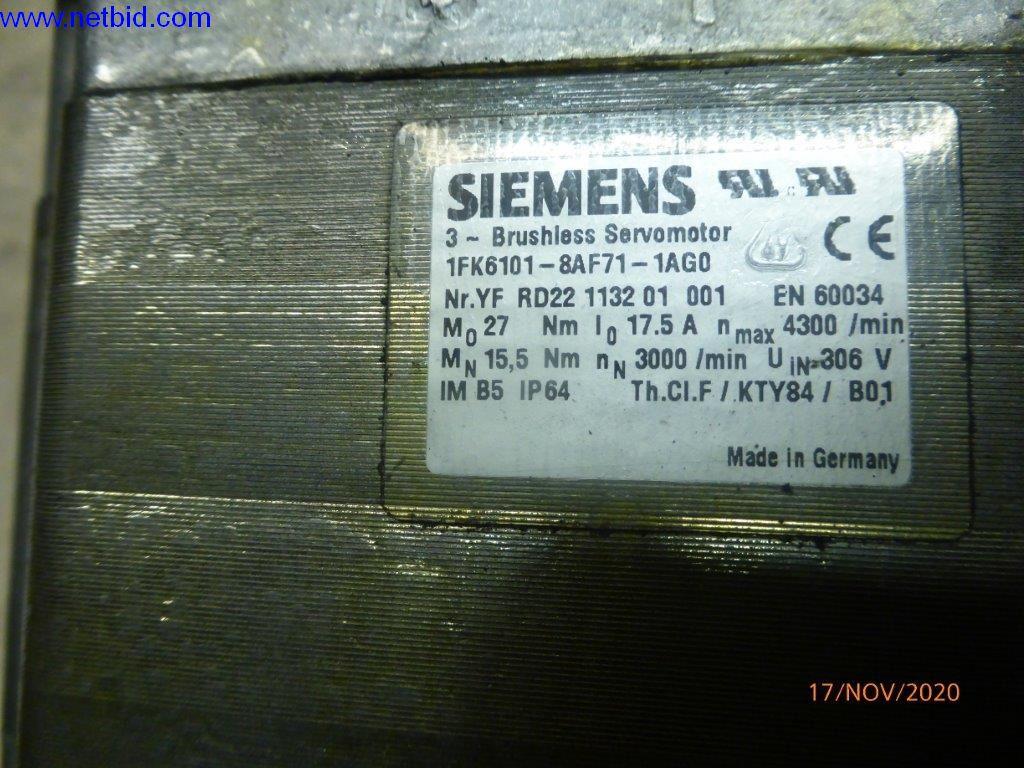 www.netbid.com
SIEMENS
3 ~ Brushless Servomotor
CE
1FK6101-8AF71-1AG0
Nr.YF RD22 1132 01 001 EN 60034
M0 27 Nm I0 17.5 A nmax 4300 /min
MN 15,5 Nm nN 3000 /min UIN=306 V
IM B5 IP64 Th.Cl.F / KTY84 / B01
Made in Germany
17/NOV/2020